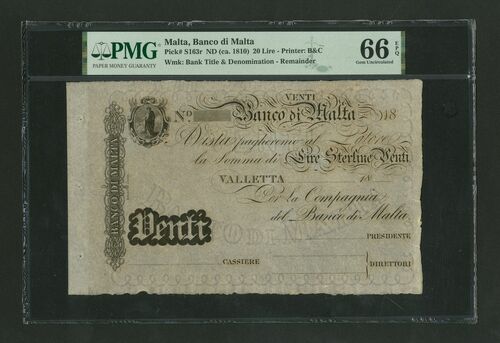 PMG
PAPER MONEY GUARANTY
Malta, Banco di Malta
Pick# S163r ND (ca. 1810) 20 Lire - Printer: B&C
Wmk: Bank Title & Denomination - Remainder
66 EPQ
Gem Uncirculated
VENTI
No
Banco di Malta
18
A Vista pagheremo al
Latore
la Somma di Lire Sterline Venti
VALLETTA
18
Per la Compagnia
del Banco di Malta
BANCO DI MALTA
Venti
PRESIDENTE
CASSIERE
DIRETTORI